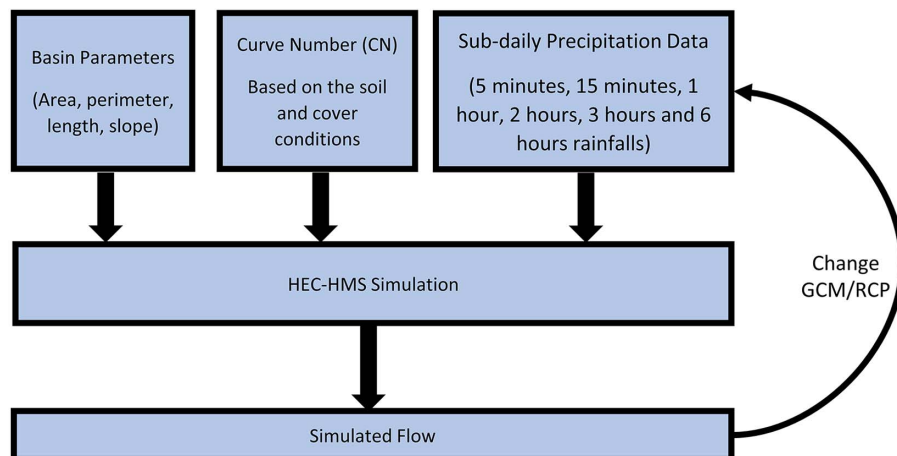 Basin Parameters
(Area, perimeter,
length, slope)
Curve Number (CN)
Based on the soil
and cover
conditions
Sub-daily Precipitation Data
(5 minutes, 15 minutes, 1
hour, 2 hours, 3 hours and 6
hours rainfalls)
HEC-HMS Simulation
Change
GCM/RCP
Simulated Flow